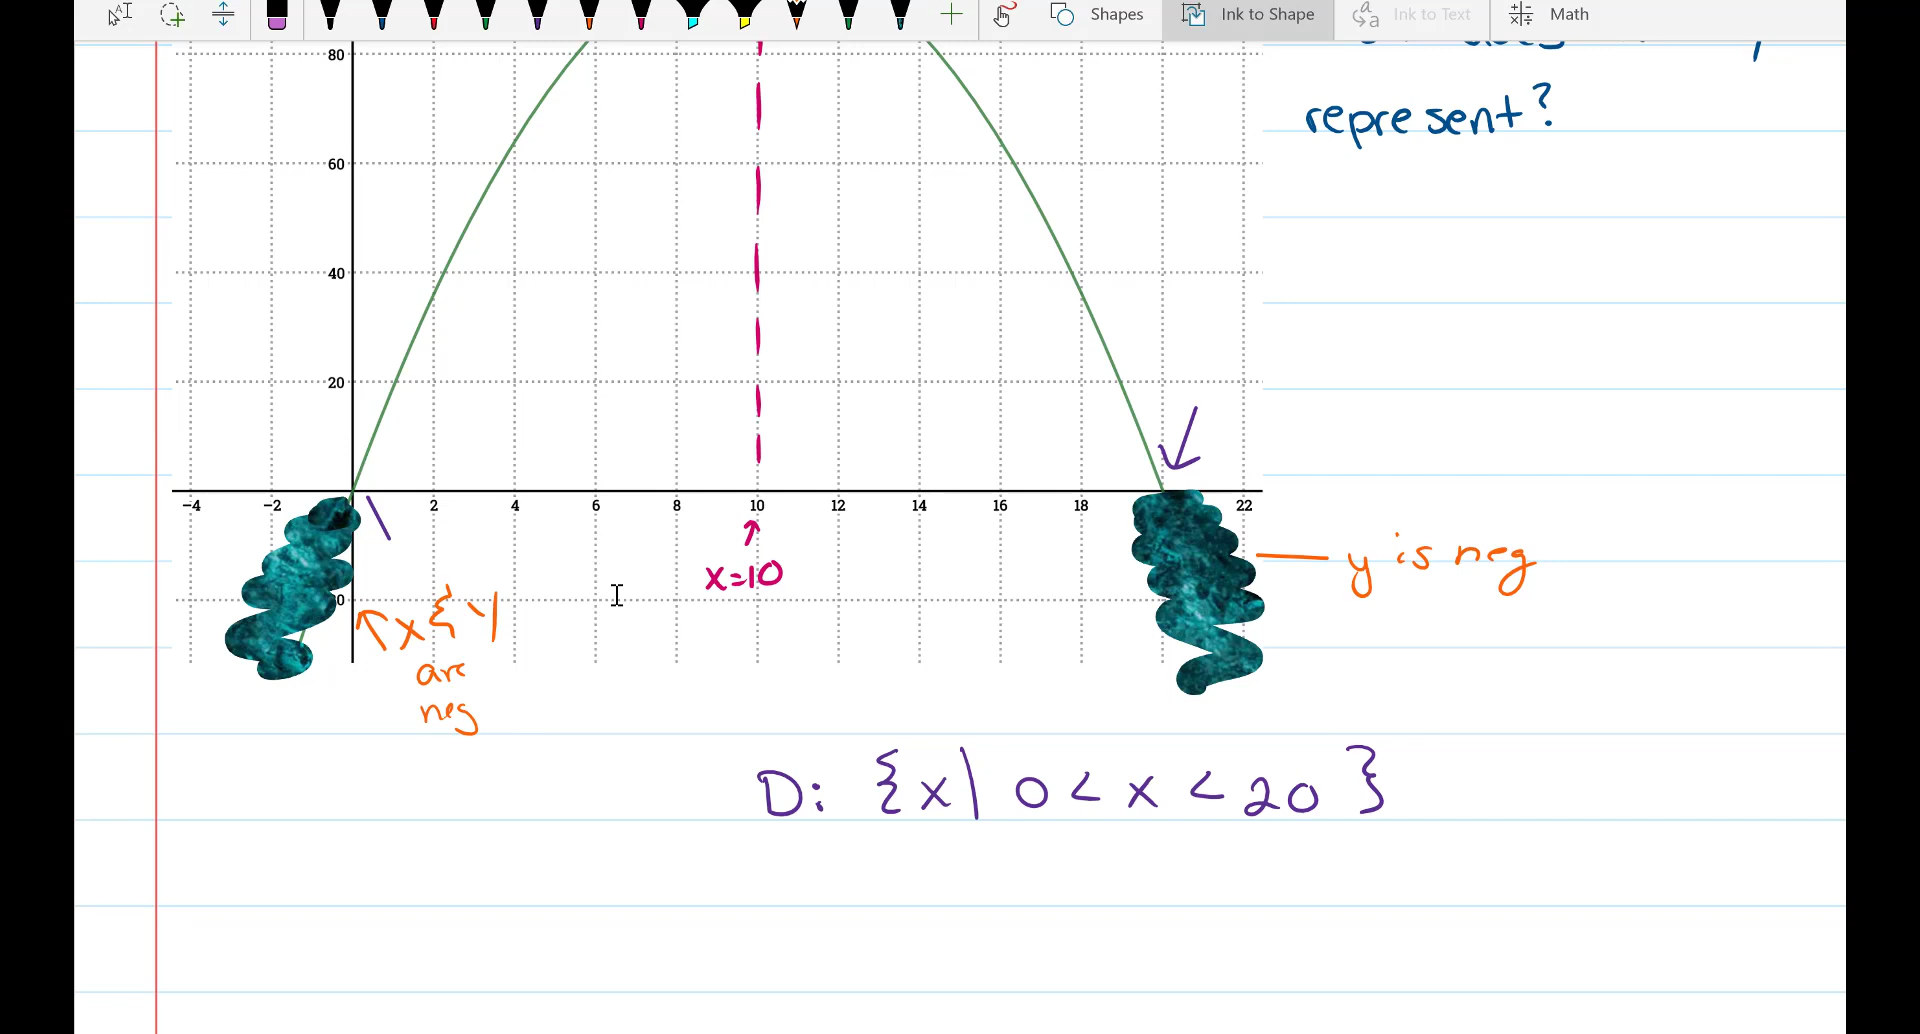 Shapes Ink to Shape Ink to Text Math
80
represent?
60
40
20
-4 -2 2 4 6 8 10 12 14 16 18 22
x=10
y is neg
x & y
are
neg
D: {x| 0 < x < 20 }